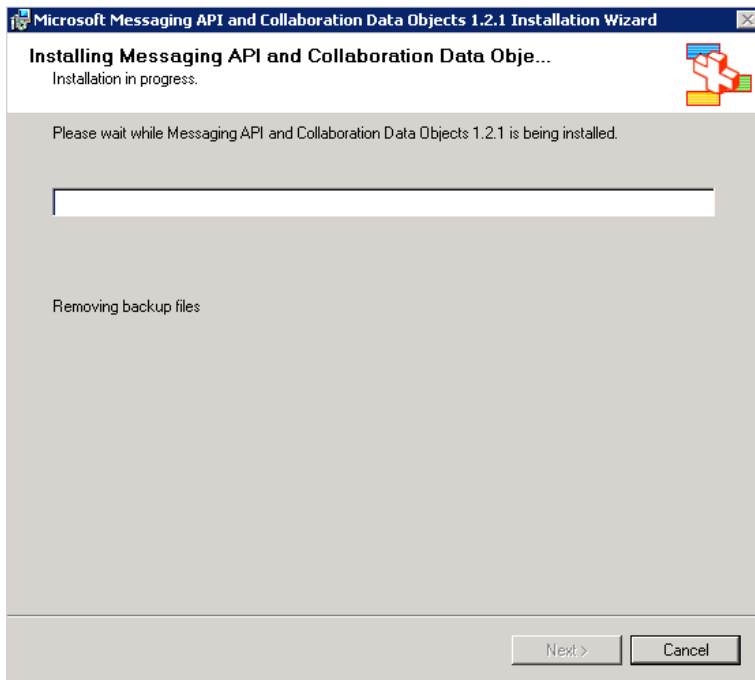 Microsoft Messaging API and Collaboration Data Objects 1.2.1 Installation Wizard
Installing Messaging API and Collaboration Data Obje...
Installation in progress.
Please wait while Messaging API and Collaboration Data Objects 1.2.1 is being installed.
Removing backup files
Next >
Cancel